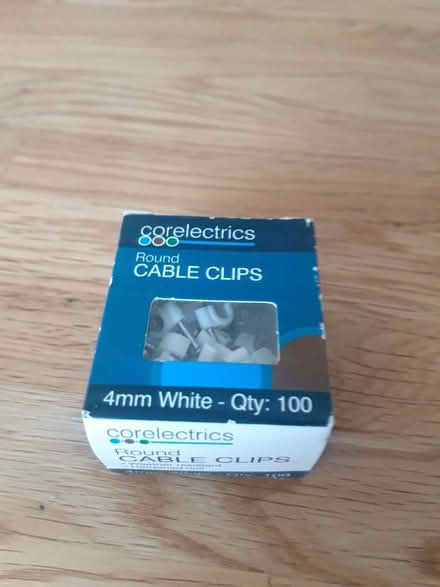 corelectrics
Round
CABLE CLIPS
4mm White - Qty: 100
corelectrics
Round
CABLE CLIPS